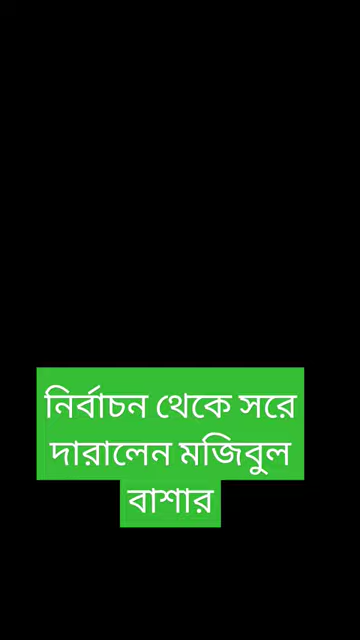 নির্বাচন থেকে সরে
দারালেন মজিবুল
বাশার